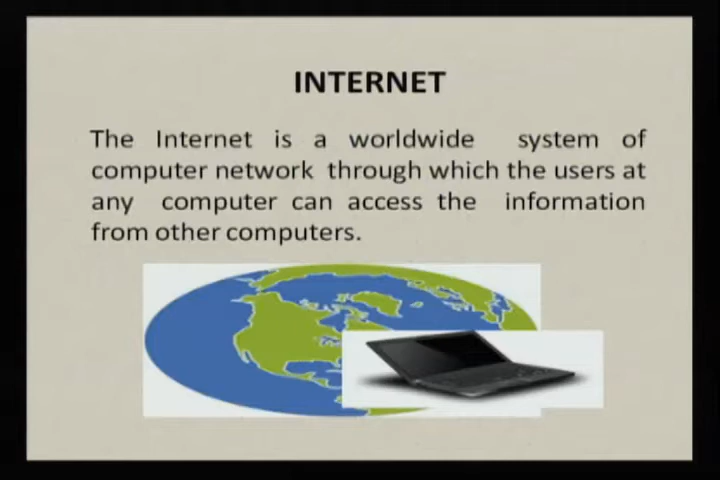 INTERNET
The Internet is a worldwide system of
computer network through which the users at
any computer can access the information
from other computers.